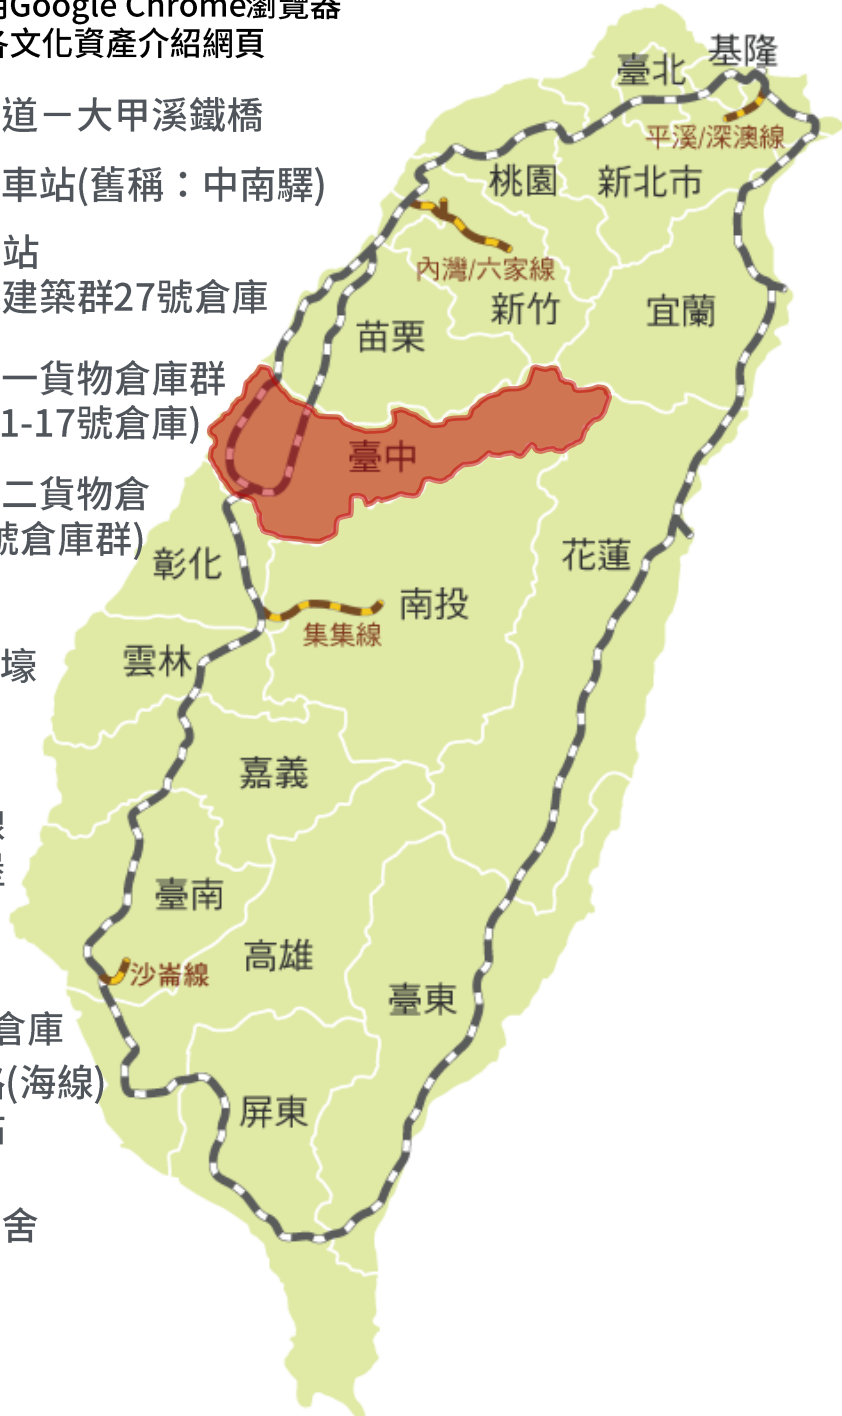 Google Chrome瀏覽器
各文化資產介紹網頁
道－大甲溪鐵橋
車站(舊稱：中南驛)
站
建築群27號倉庫
一貨物倉庫群
1-17號倉庫)
二貨物倉
號倉庫群)
壕
倉庫
(海線)
舍
基隆
臺北
平溪/深澳線
桃園
新北市
內灣/六家線
新竹
宜蘭
苗栗
臺中
花蓮
彰化
南投
集集線
雲林
嘉義
臺南
高雄
沙崙線
臺東
屏東